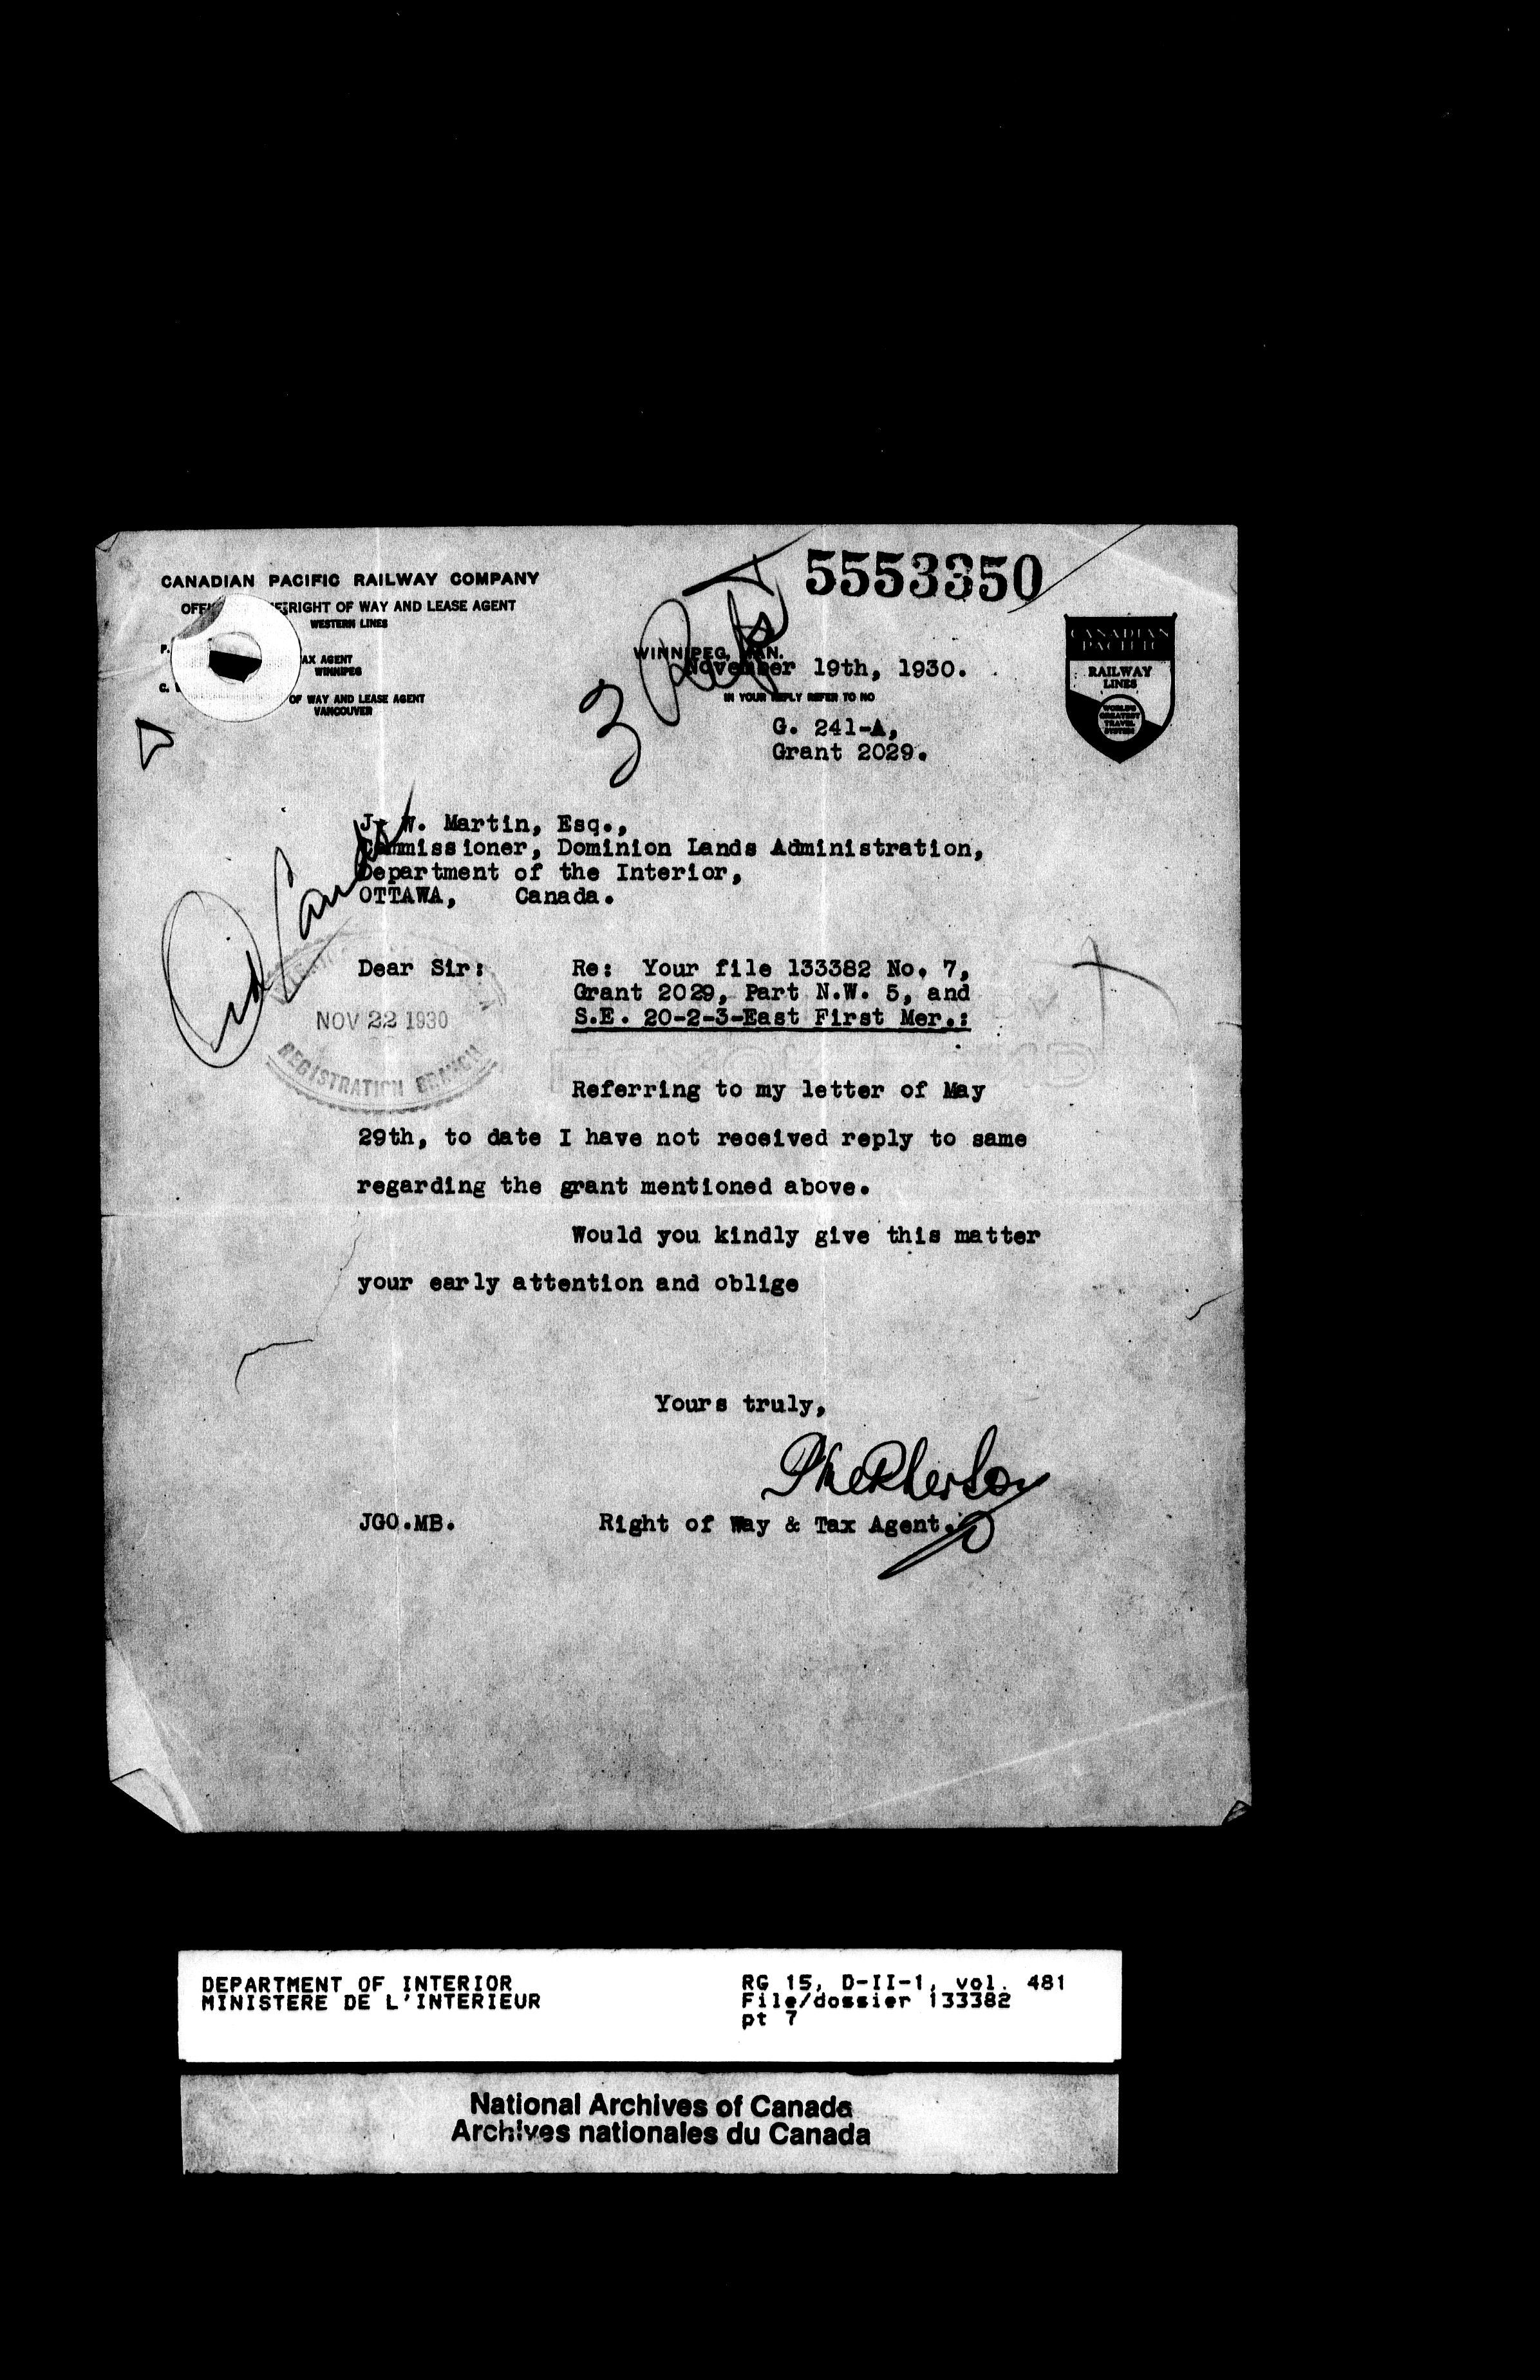 5553350
CANADIAN PACIFIC RAILWAY COMPANY
RIGHT OF WAY AND LEASE AGENT
WESTERN LINES
P.
AX AGENT
WINNIPEG
C.
OF WAY AND LEASE AGENT
VANCOUVER
CANADIAN
PACIFIC
RAILWAY
LINES
WORLD'S
GREATEST
TRAVEL
SYSTEM
WINNIPEG, MAN.
November 19th, 1930.
IN YOUR REPLY REFER TO NO
G. 241-A,
Grant 2029.
3
J. W. Martin, Esq.,
Commissioner, Dominion Lands Administration,
Department of the Interior,
OTTAWA, Canada.
Dear Sir:
Re: Your file 133382 No. 7,
Grant 2029, Part N.W. 5, and
S.E. 20-2-3-East First Mer.:
NOV 22 1930
REGISTRATION BRANCH
Referring to my letter of May
29th, to date I have not received reply to same
regarding the grant mentioned above.
Would you kindly give this matter
your early attention and oblige
Yours truly,
JGO.MB.
Right of Way & Tax Agent.
DEPARTMENT OF INTERIOR
MINISTERE DE L'INTERIEUR
RG 15, D-II-1, vol. 481
File/dossier 133382
pt 7
National Archives of Canada
Archives nationales du Canada